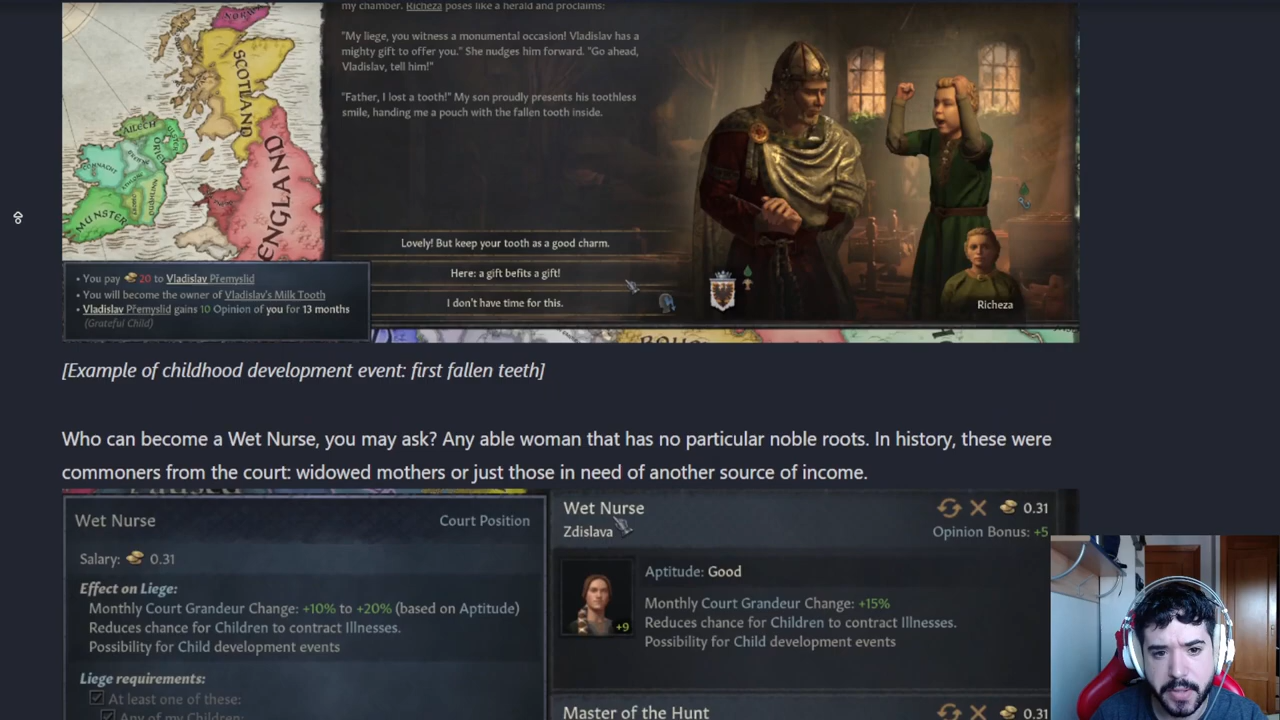 my chamber. Richeza poses like a herald and proclaims:
"My liege, you witness a monumental occasion! Vladislav has a
mighty gift to offer you." She nudges him forward. "Go ahead,
Vladislav, tell him!"
"Father, I lost a tooth!" My son proudly presents his toothless
smile, handing me a pouch with the fallen tooth inside.
SCOTLAND
AILECH
MUNSTER
ENGLAND
Lovely! But keep your tooth as a good charm.
Here: a gift befits a gift!
I don't have time for this.
• You pay 20 to Vladislav Přemyslid
• You will become the owner of Vladislav's Milk Tooth
• Vladislav Přemyslid gains 10 Opinion of you for 13 months
(Grateful Child)
Richeza
[Example of childhood development event: first fallen teeth]
Who can become a Wet Nurse, you may ask? Any able woman that has no particular noble roots. In history, these were
commoners from the court: widowed mothers or just those in need of another source of income.
Wet Nurse Court Position
Salary: 0.31
Effect on Liege:
Monthly Court Grandeur Change: +10% to +20% (based on Aptitude)
Reduces chance for Children to contract Illnesses.
Possibility for Child development events
Liege requirements:
At least one of these:
Any of my Children:
Wet Nurse 0.31
Zdislava Opinion Bonus: +5
Aptitude: Good
Monthly Court Grandeur Change: +15%
Reduces chance for Children to contract Illnesses.
Possibility for Child development events
+9
Master of the Hunt 0.31